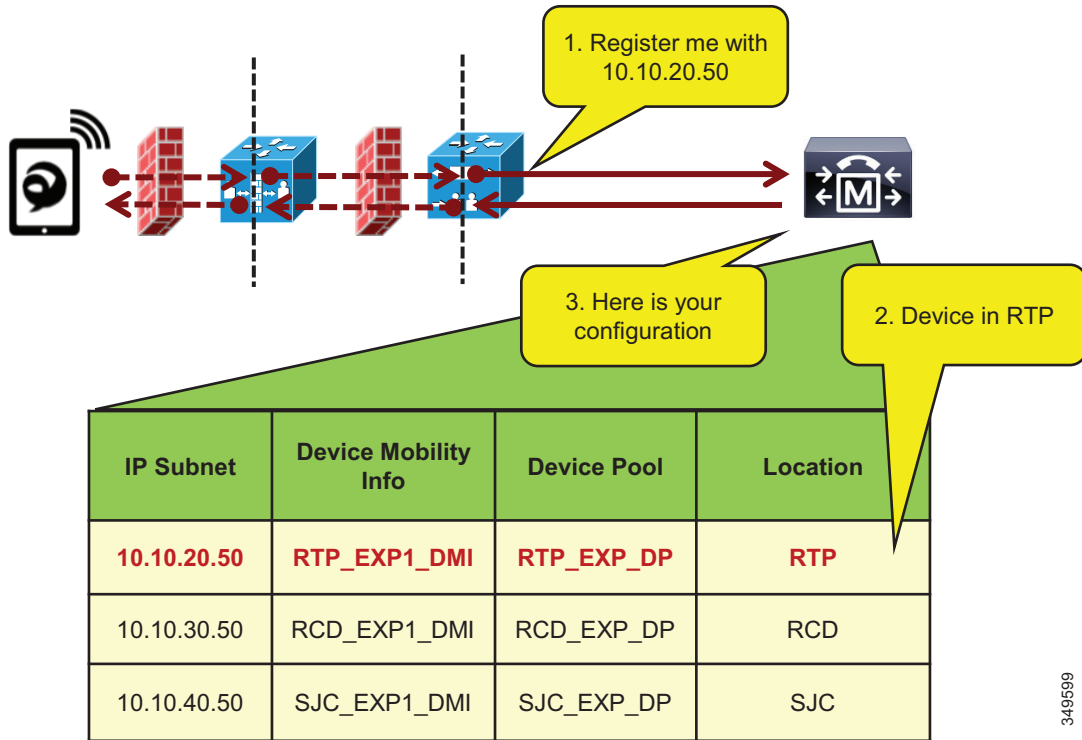 1. Register me with
10.10.20.50
M
3. Here is your
configuration
2. Device in RTP
IP Subnet
Device Mobility
Info
Device Pool
Location
10.10.20.50
RTP_EXP1_DMI
RTP_EXP_DP
RTP
10.10.30.50
RCD_EXP1_DMI
RCD_EXP_DP
RCD
10.10.40.50
SJC_EXP1_DMI
SJC_EXP_DP
SJC
349599